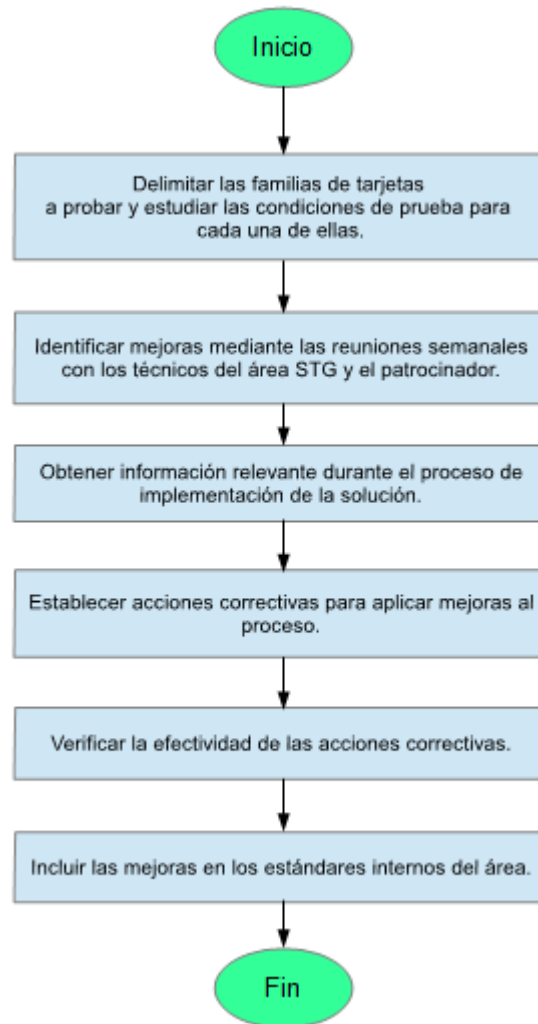 Inicio
Delimitar las familias de tarjetas
a probar y estudiar las condiciones de prueba para
cada una de ellas.
Identificar mejoras mediante las reuniones semanales
con los técnicos del área STG y el patrocinador.
Obtener información relevante durante el proceso de
implementación de la solución.
Establecer acciones correctivas para aplicar mejoras al
proceso.
Verificar la efectividad de las acciones correctivas.
Incluir las mejoras en los estándares internos del área.
Fin